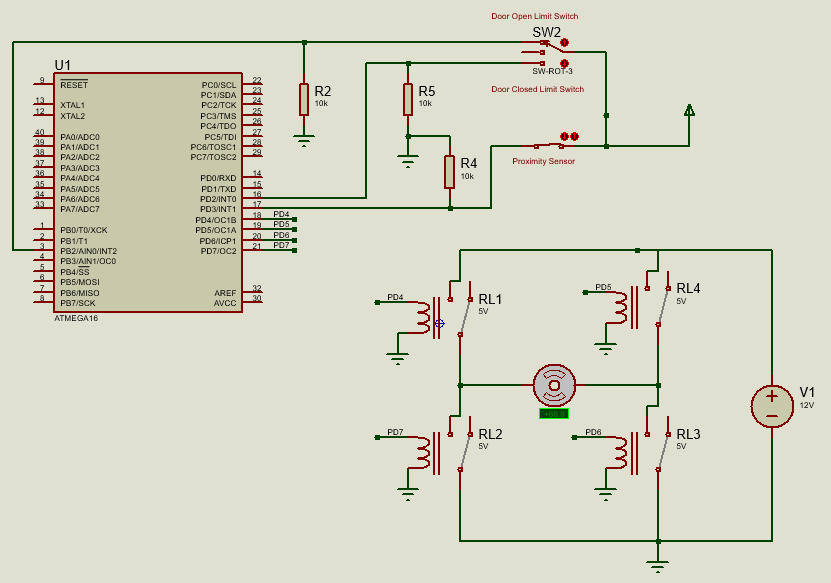 Door Open Limit Switch
SW2
SW-ROT-3
Door Closed Limit Switch
Proximity Sensor
U1
9 RESET PC0/SCL 22
PC1/SDA 23
13 XTAL1 PC2/TCK 24
12 XTAL2 PC3/TMS 25
PC4/TDO 26
40 PA0/ADC0 PC5/TDI 27
39 PA1/ADC1 PC6/TOSC1 28
38 PA2/ADC2 PC7/TOSC2 29
37 PA3/ADC3
36 PA4/ADC4 PD0/RXD 14
35 PA5/ADC5 PD1/TXD 15
34 PA6/ADC6 PD2/INT0 16
33 PA7/ADC7 PD3/INT1 17
PD4/OC1B 18 PD4
1 PB0/T0/XCK PD5/OC1A 19 PD5
2 PB1/T1 PD6/ICP1 20 PD6
3 PB2/AIN0/INT2 PD7/OC2 21 PD7
4 PB3/AIN1/OC0
5 PB4/SS
6 PB5/MOSI
7 PB6/MISO AREF 32
8 PB7/SCK AVCC 30
ATMEGA16
R2
10k
R5
10k
R4
10k
PD4
RL1
5V
PD5
RL4
5V
PD7
RL2
5V
PD6
RL3
5V
V1
12V